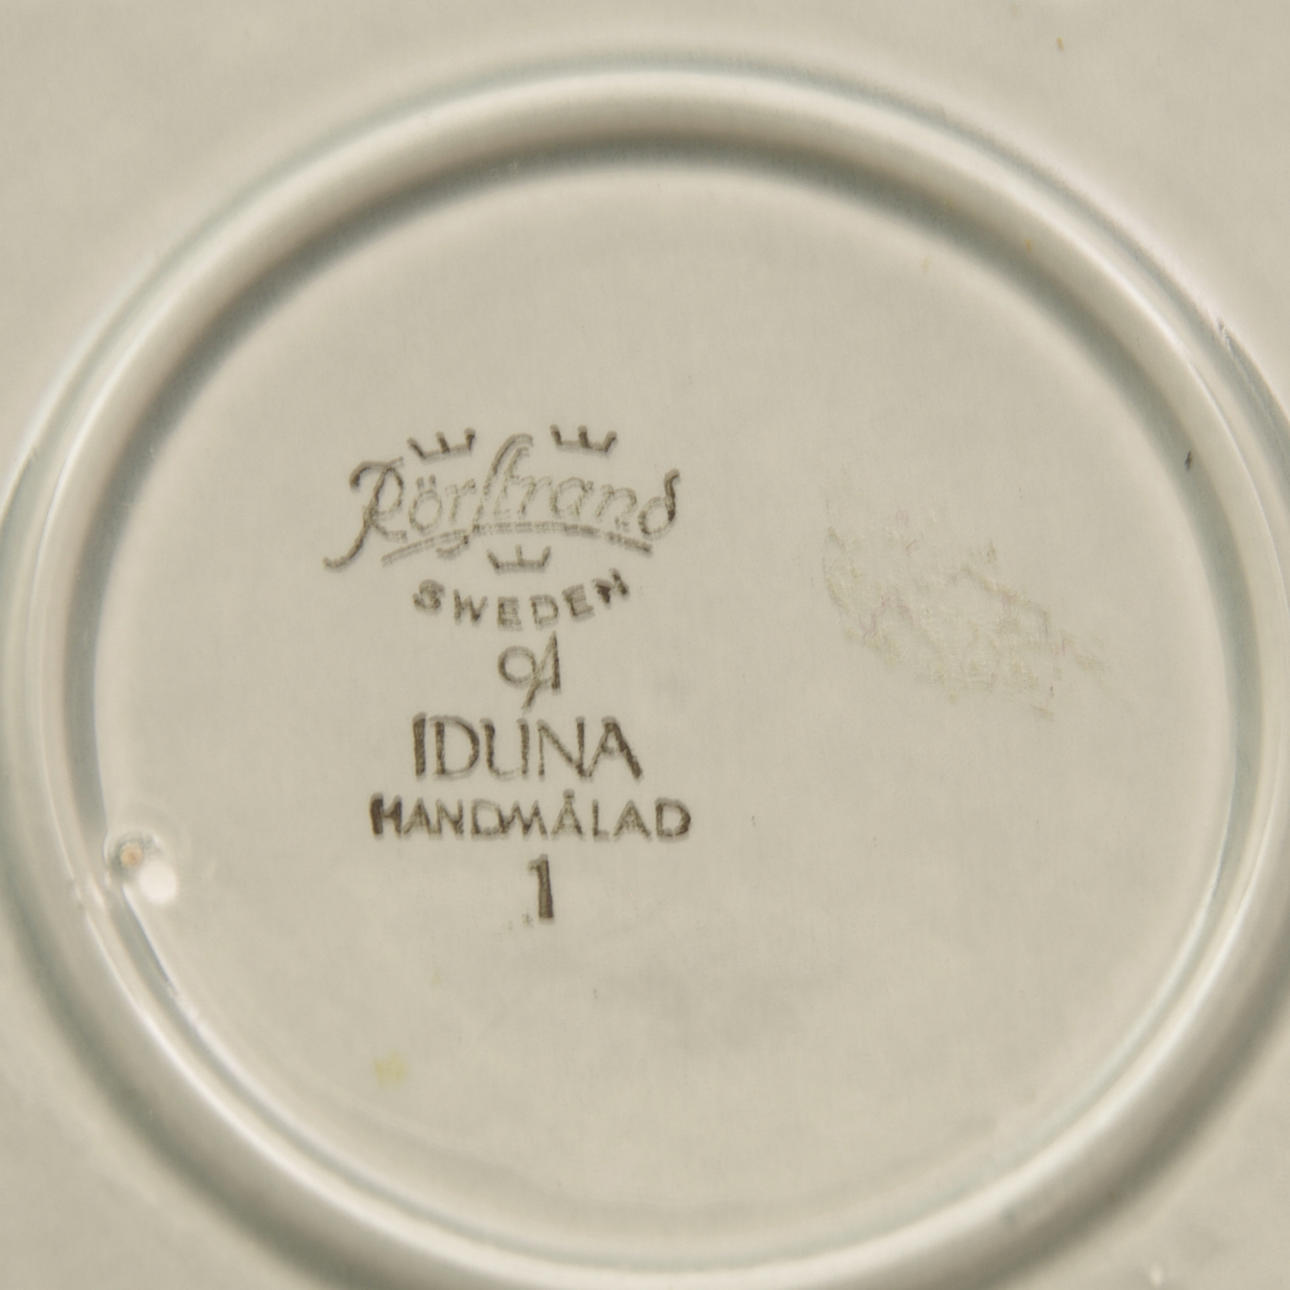 Rörstrand
SWEDEN
IDUNA
HANDMÅLAD
1